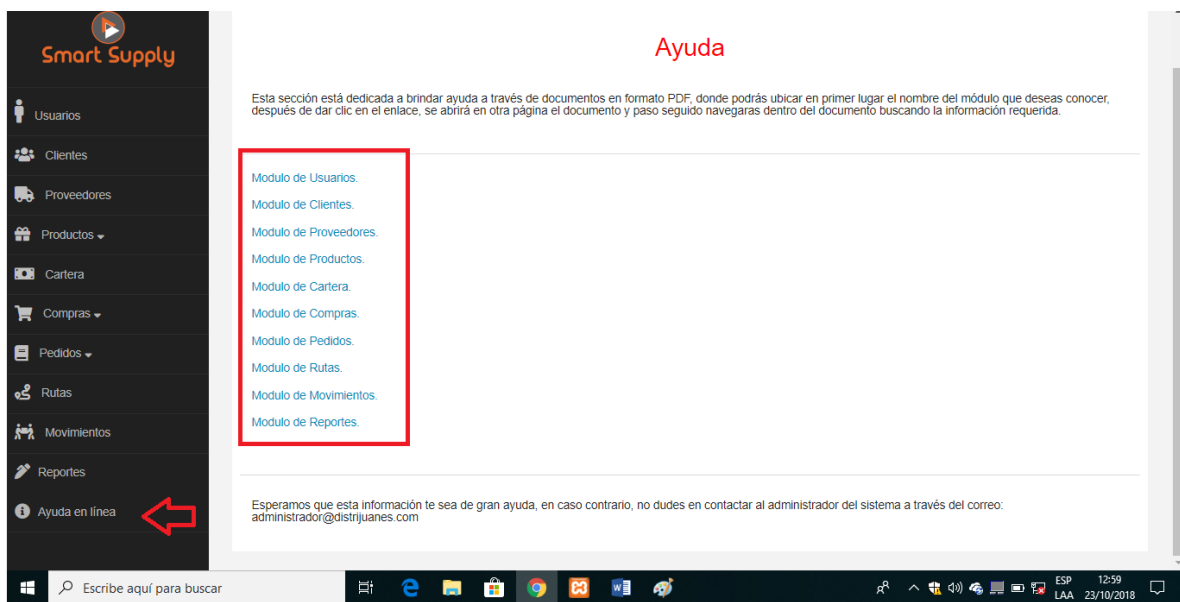 Smart Supply
Usuarios
Clientes
Proveedores
Productos
Cartera
Compras
Pedidos
Rutas
Movimientos
Reportes
Ayuda en línea
Ayuda
Esta sección está dedicada a brindar ayuda a través de documentos en formato PDF, donde podrás ubicar en primer lugar el nombre del módulo que deseas conocer,
después de dar clic en el enlace, se abrirá en otra página el documento y paso seguido navegaras dentro del documento buscando la información requerida.
Modulo de Usuarios.
Modulo de Clientes.
Modulo de Proveedores.
Modulo de Productos.
Modulo de Cartera.
Modulo de Compras.
Modulo de Pedidos.
Modulo de Rutas.
Modulo de Movimientos.
Modulo de Reportes.
Esperamos que esta información te sea de gran ayuda, en caso contrario, no dudes en contactar al administrador del sistema a través del correo:
administrador@distrijuanes.com
Escribe aquí para buscar
ESP
LAA
12:59
23/10/2018